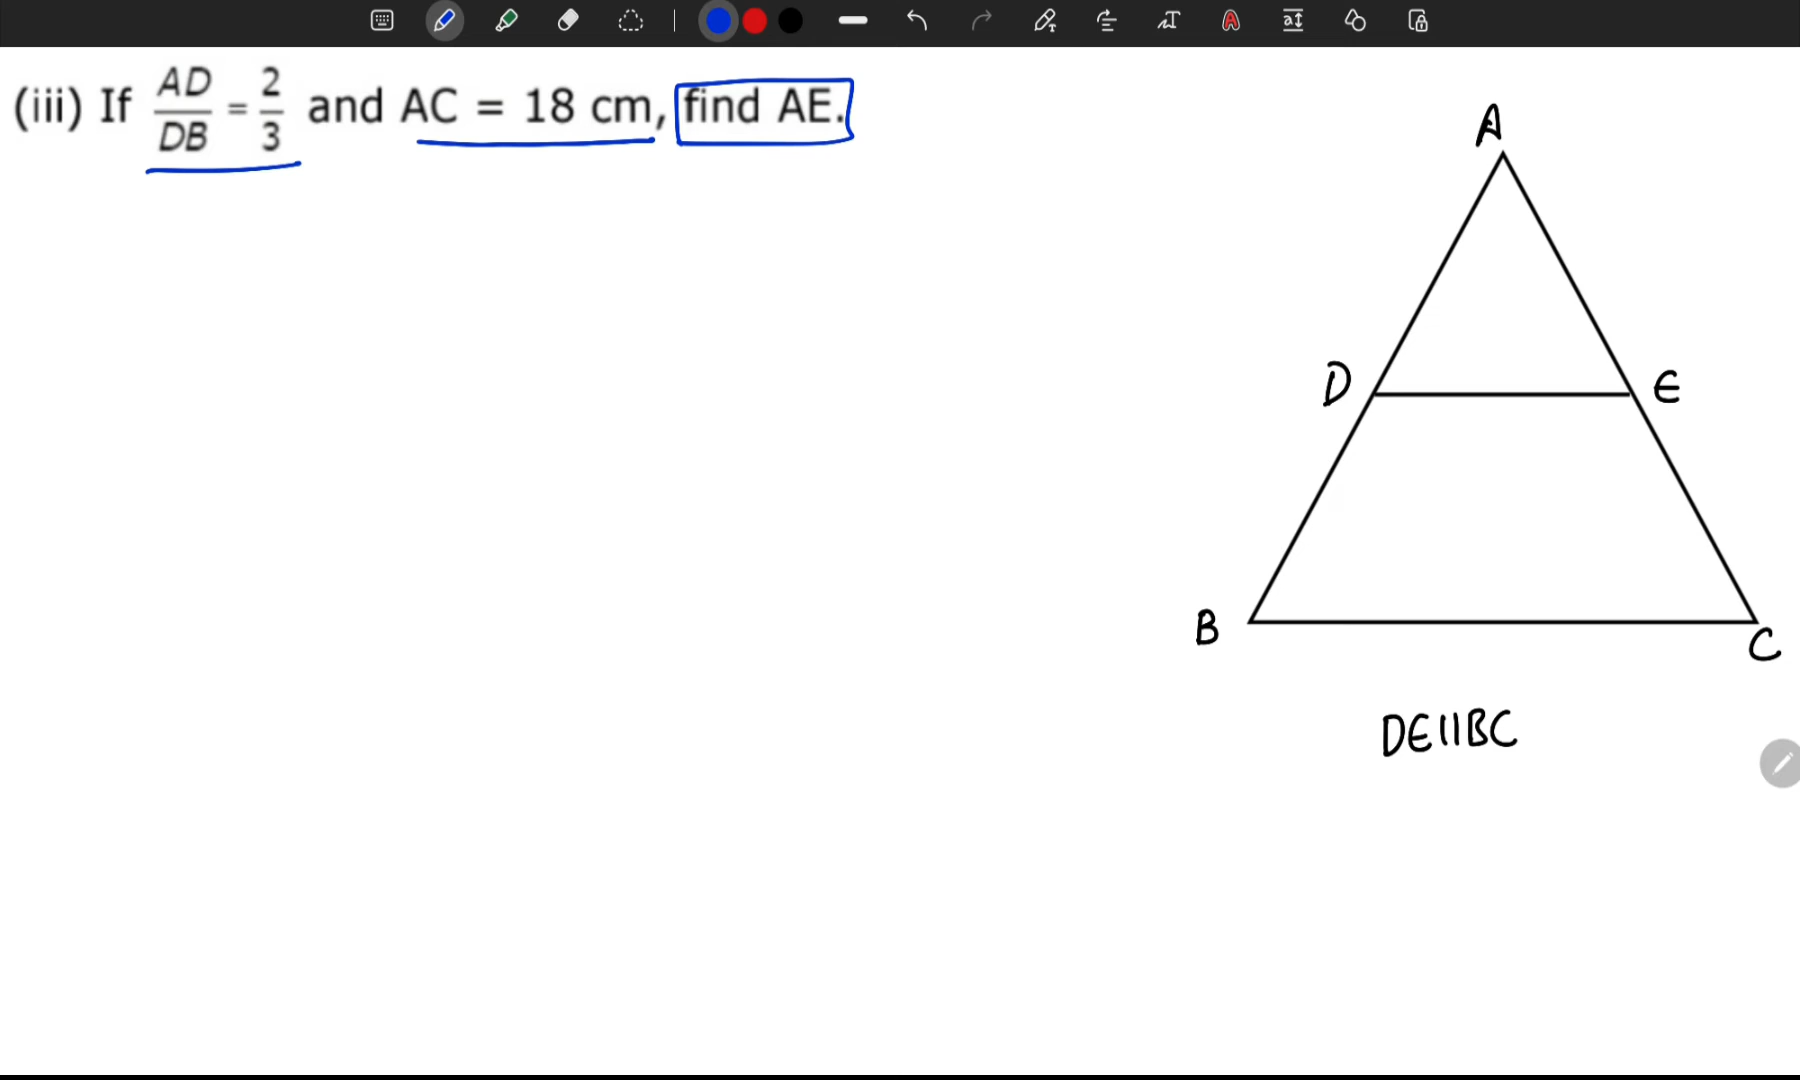 (iii) If AD/DB = 2/3 and AC = 18 cm, find AE.
A
D E
B C
DE||BC